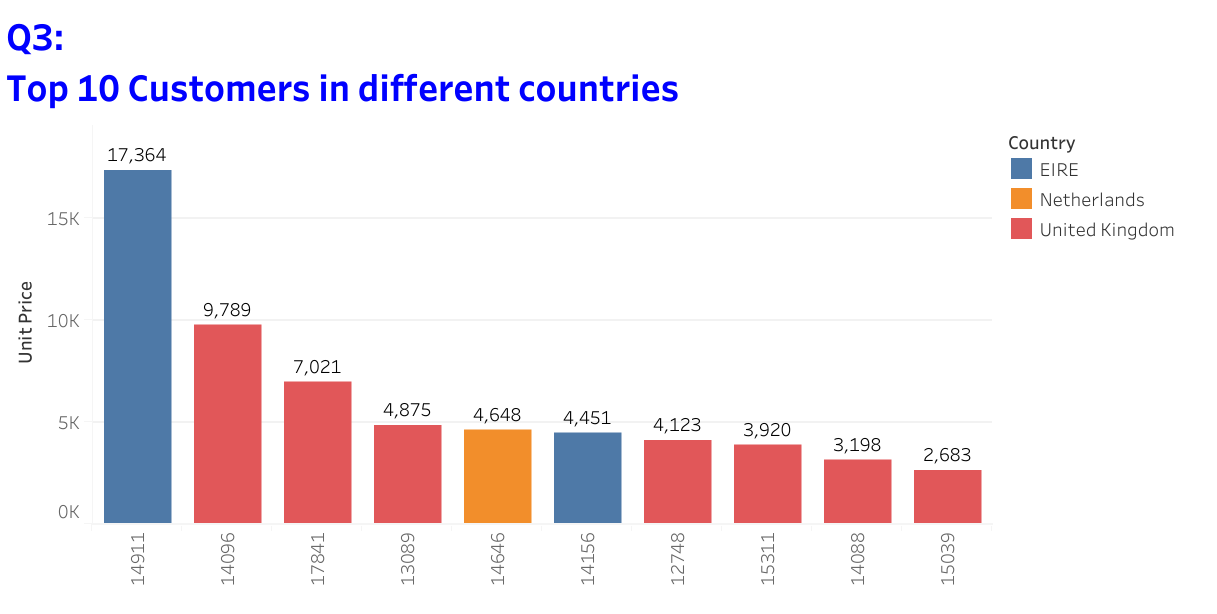 Q3:
Top 10 Customers in different countries
Country
EIRE
Netherlands
United Kingdom
Unit Price
15K
10K
5K
0K
17,364
9,789
7,021
4,875
4,648
4,451
4,123
3,920
3,198
2,683
14911
14096
17841
13089
14646
14156
12748
15311
14088
15039